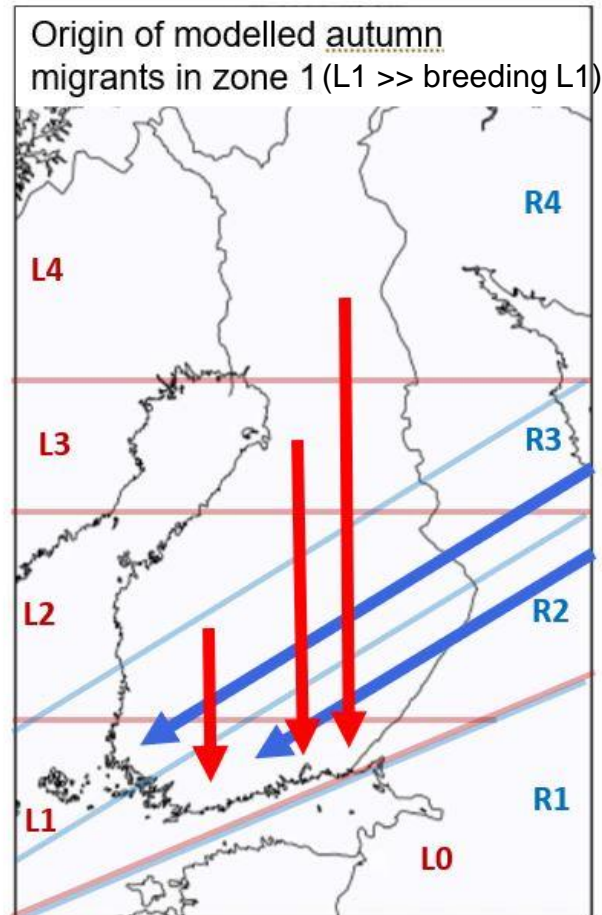 Origin of modelled autumn
migrants in zone 1 (L1 >> breeding L1)
R4
L4
L3
R3
L2
R2
R1
L1
L0